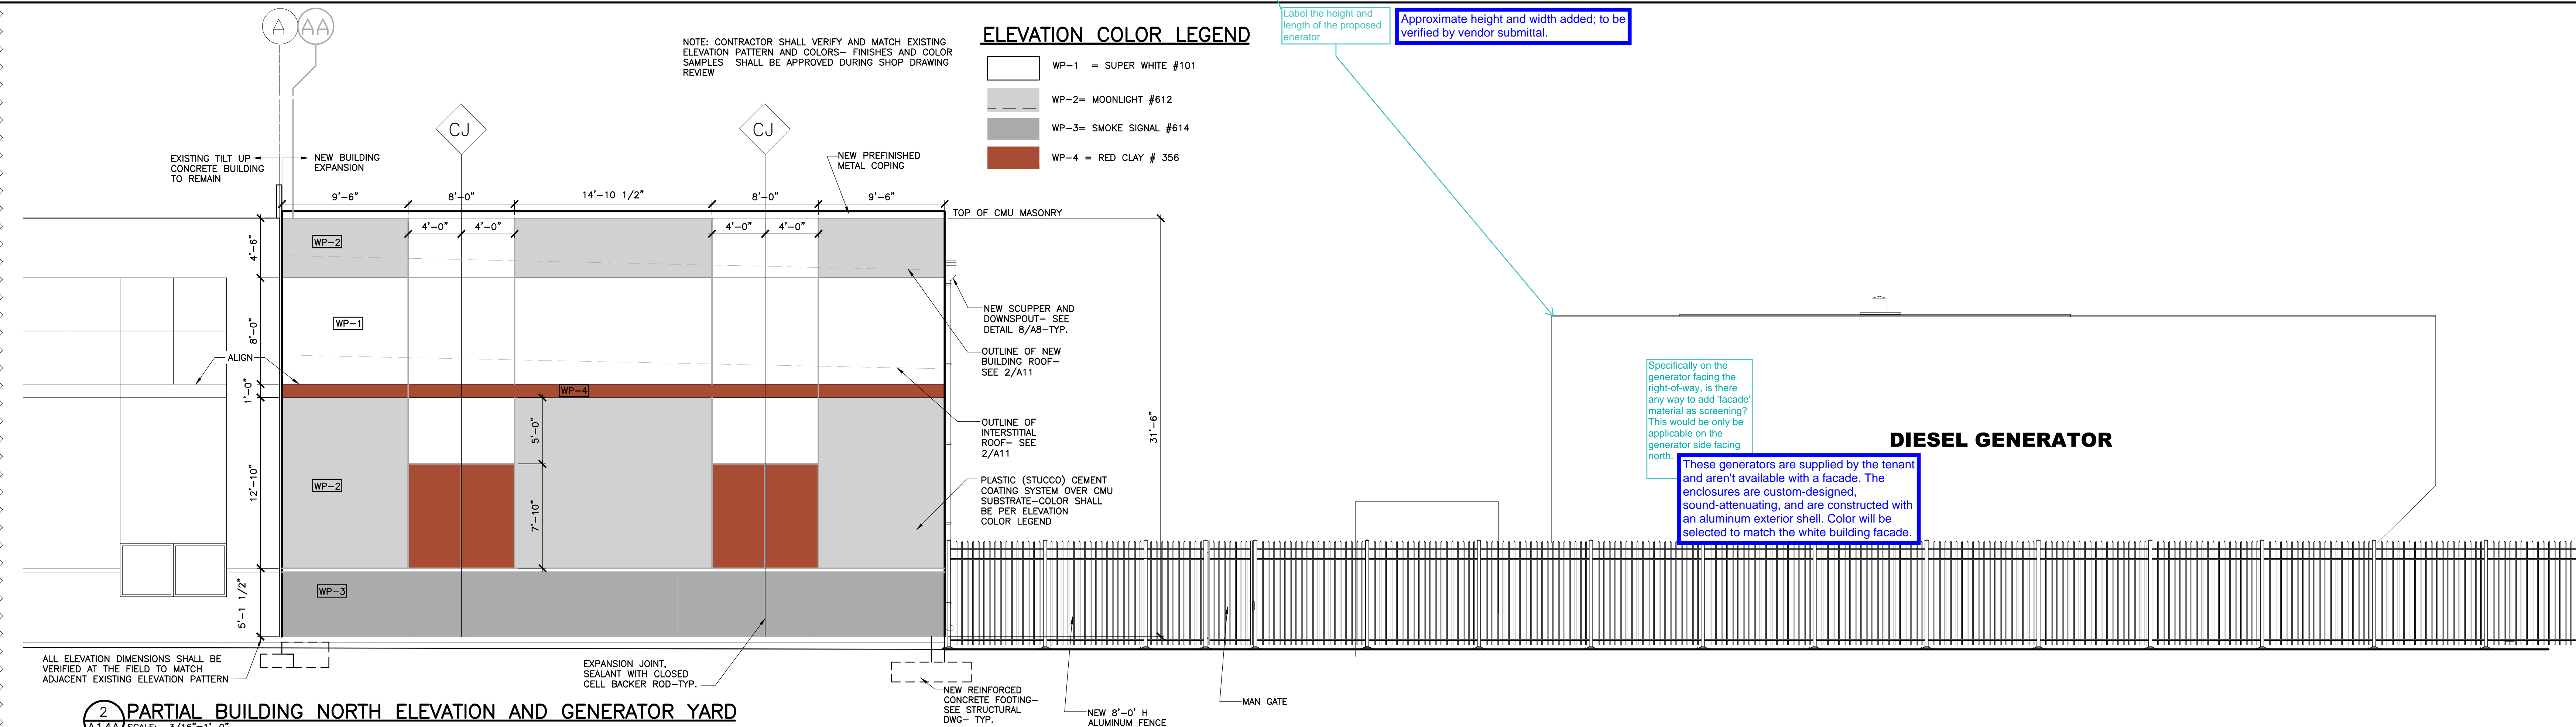 A
AA
NOTE: CONTRACTOR SHALL VERIFY AND MATCH EXISTING
ELEVATION PATTERN AND COLORS– FINISHES AND COLOR
SAMPLES SHALL BE APPROVED DURING SHOP DRAWING
REVIEW
ELEVATION COLOR LEGEND
WP–1 = SUPER WHITE #101
WP–2= MOONLIGHT #612
WP–3= SMOKE SIGNAL #614
WP–4 = RED CLAY # 356
Label the height and
length of the proposed
enerator
Approximate height and width added; to be
verified by vendor submittal.
CJ
CJ
EXISTING TILT UP
CONCRETE BUILDING
TO REMAIN
NEW BUILDING
EXPANSION
NEW PREFINISHED
METAL COPING
9'–6"
8'–0"
14'–10 1/2"
8'–0"
9'–6"
TOP OF CMU MASONRY
4'–0"
4'–0"
4'–0"
4'–0"
4'–6"
WP–2
8'–0"
WP–1
ALIGN
1'–0"
WP–4
12'–10"
WP–2
5'–0"
7'–10"
5'–1 1/2"
WP–3
31'–6"
NEW SCUPPER AND
DOWNSPOUT– SEE
DETAIL 8/A8–TYP.
OUTLINE OF NEW
BUILDING ROOF–
SEE 2/A11
OUTLINE OF
INTERSTITIAL
ROOF– SEE
2/A11
PLASTIC (STUCCO) CEMENT
COATING SYSTEM OVER CMU
SUBSTRATE–COLOR SHALL
BE PER ELEVATION
COLOR LEGEND
Specifically on the
generator facing the
right-of-way, is there
any way to add 'facade'
material as screening?
This would be only be
applicable on the
generator side facing
north.
DIESEL GENERATOR
These generators are supplied by the tenant
and aren't available with a facade. The
enclosures are custom-designed,
sound-attenuating, and are constructed with
an aluminum exterior shell. Color will be
selected to match the white building facade.
ALL ELEVATION DIMENSIONS SHALL BE
VERIFIED AT THE FIELD TO MATCH
ADJACENT EXISTING ELEVATION PATTERN
EXPANSION JOINT,
SEALANT WITH CLOSED
CELL BACKER ROD–TYP.
NEW REINFORCED
CONCRETE FOOTING–
SEE STRUCTURAL
DWG– TYP.
NEW 8'–0' H
ALUMINUM FENCE
MAN GATE
2
A1.4A
PARTIAL BUILDING NORTH ELEVATION AND GENERATOR YARD
SCALE: 3/16"=1'–0"